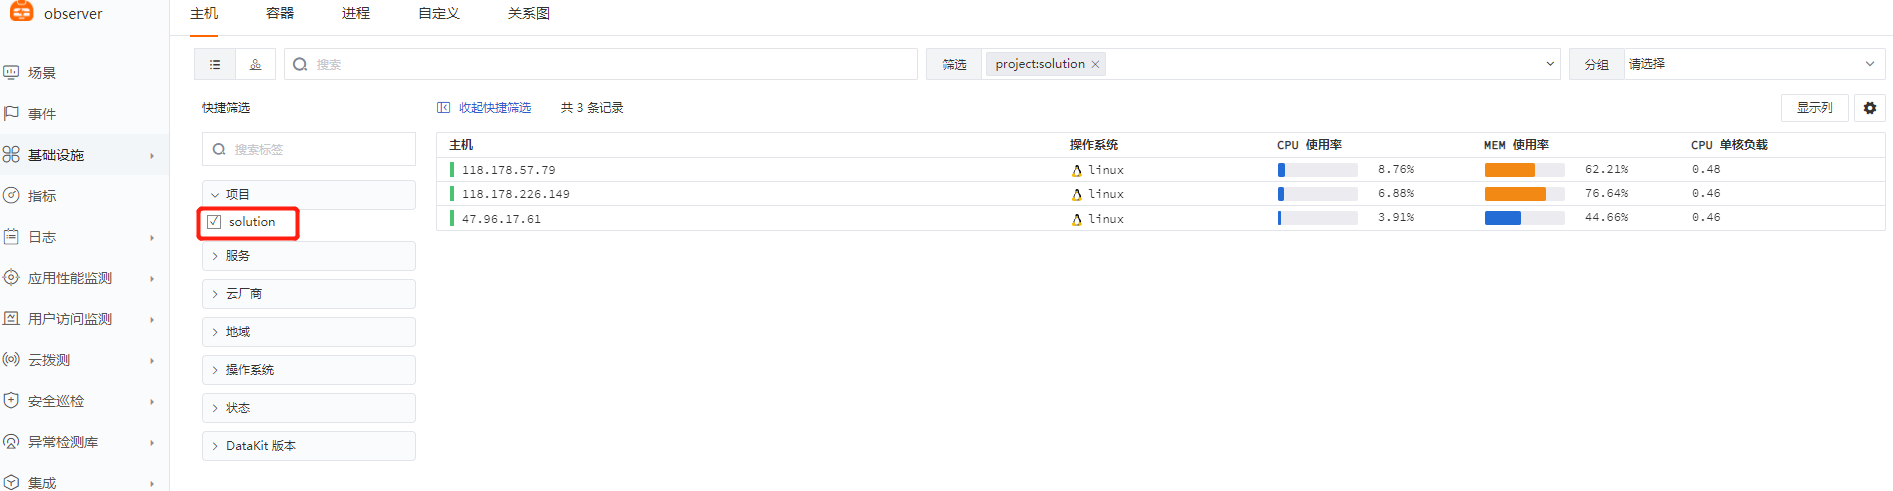 observer
主机 容器 进程 自定义 关系图
场景
事件
基础设施
指标
日志
应用性能监测
用户访问监测
云拨测
安全巡检
异常检测库
集成
搜索
筛选 project:solution
分组 请选择
快捷筛选
收起快捷筛选 共 3 条记录
显示列
搜索标签
项目
solution
服务
云厂商
地域
操作系统
状态
DataKit 版本
主机 操作系统 CPU 使用率 MEM 使用率 CPU 单核负载
118.178.57.79 linux 8.76% 62.21% 0.48
118.178.226.149 linux 6.88% 76.64% 0.46
47.96.17.61 linux 3.91% 44.66% 0.46